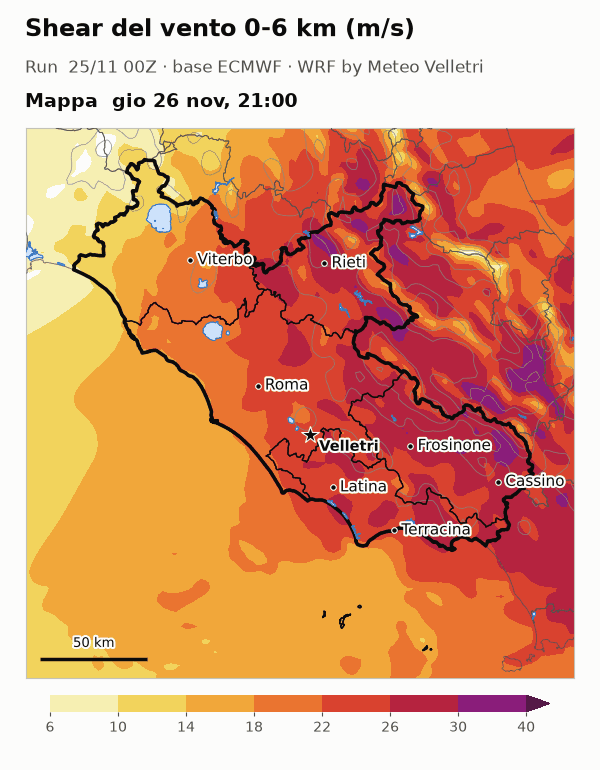 Shear del vento 0-6 km (m/s)
Run  25/11 00Z · base ECMWF · WRF by Meteo Velletri
Mappa  gio 26 nov, 21:00
Viterbo
Rieti
Roma
Velletri
Frosinone
Latina
Cassino
Terracina
50 km
6 10 14 18 22 26 30 40